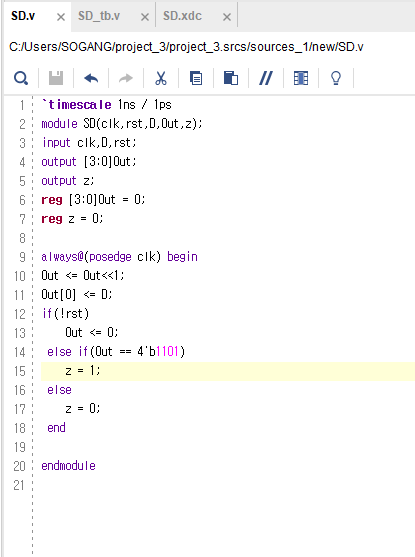 SD.v × SD_tb.v × SD.xdc ×
C:/Users/SOGANG/project_3/project_3.srcs/sources_1/new/SD.v
1 `timescale 1ns / 1ps
2 module SD(clk,rst,D,Out,z);
3 input clk,D,rst;
4 output [3:0]Out;
5 output z;
6 reg [3:0]Out = 0;
7 reg z = 0;
8
9 always@(posedge clk) begin
10 Out <= Out<<1;
11 Out[0] <= D;
12 if(!rst)
13 Out <= 0;
14 else if(Out == 4'b1101)
15 z = 1;
16 else
17 z = 0;
18 end
19
20 endmodule
21